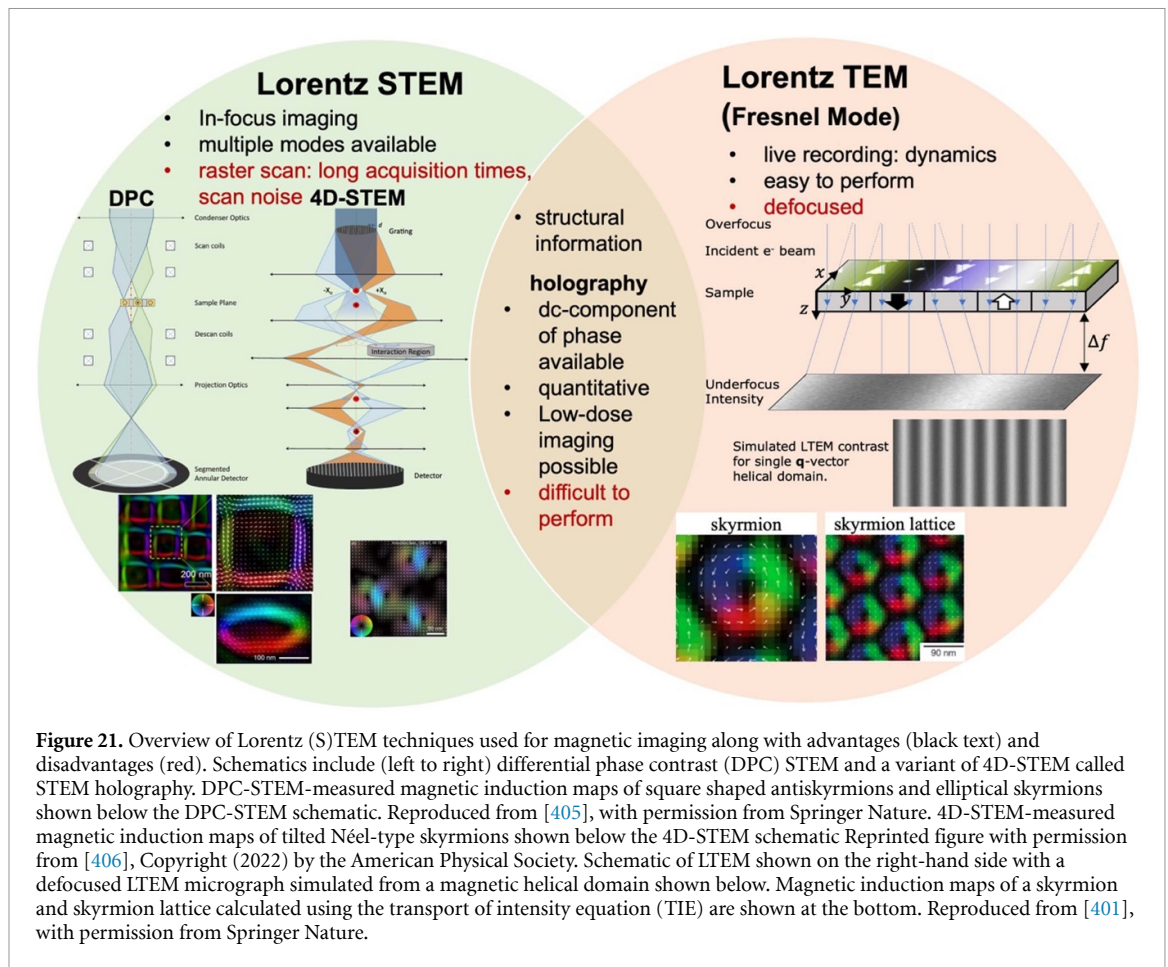 Lorentz STEM
• In-focus imaging
• multiple modes available
• raster scan: long acquisition times,
scan noise
DPC
4D-STEM
Condenser Optics
Scan coils
Sample Plane
Descan coils
Projection Optics
Segmented
Annular Detector
d
Grating
-Xₒ
+Xₒ
Interaction Region
Detector
200 nm
100 nm
• structural
information
holography
• dc-component
of phase
available
• quantitative
• Low-dose
imaging
possible
• difficult to
perform
Lorentz TEM
(Fresnel Mode)
• live recording: dynamics
• easy to perform
• defocused
Overfocus
Incident e⁻ beam
Sample
x
y
z
Δf
Underfocus
Intensity
Simulated LTEM contrast
for single q-vector
helical domain.
skyrmion
skyrmion lattice
90 nm
Figure 21. Overview of Lorentz (S)TEM techniques used for magnetic imaging along with advantages (black text) and
disadvantages (red). Schematics include (left to right) differential phase contrast (DPC) STEM and a variant of 4D-STEM called
STEM holography. DPC-STEM-measured magnetic induction maps of square shaped antiskyrmions and elliptical skyrmions
shown below the DPC-STEM schematic. Reproduced from [405], with permission from Springer Nature. 4D-STEM-measured
magnetic induction maps of tilted Néel-type skyrmions shown below the 4D-STEM schematic Reprinted figure with permission
from [406], Copyright (2022) by the American Physical Society. Schematic of LTEM shown on the right-hand side with a
defocused LTEM micrograph simulated from a magnetic helical domain shown below. Magnetic induction maps of a skyrmion
and skyrmion lattice calculated using the transport of intensity equation (TIE) are shown at the bottom. Reproduced from [401],
with permission from Springer Nature.